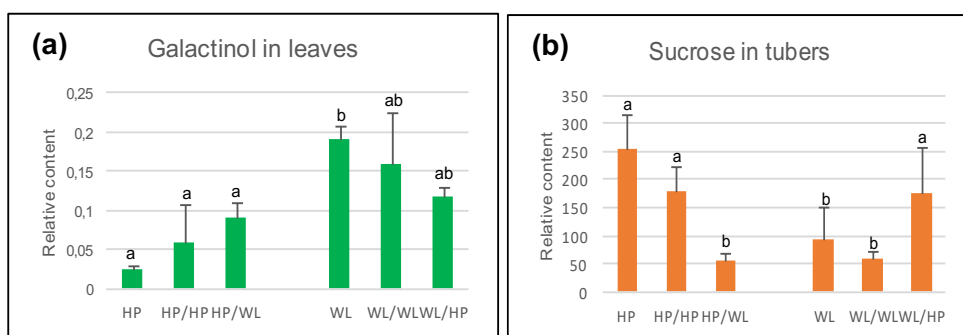 (a)
Galactinol in leaves
Relative content
0,25
0,2
0,15
0,1
0,05
0
a
a
a
b
ab
ab
HP
HP/HP
HP/WL
WL
WL/WL
WL/HP
(b)
Sucrose in tubers
Relative content
350
300
250
200
150
100
50
0
a
a
b
b
b
a
HP
HP/HP
HP/WL
WL
WL/WL
WL/HP